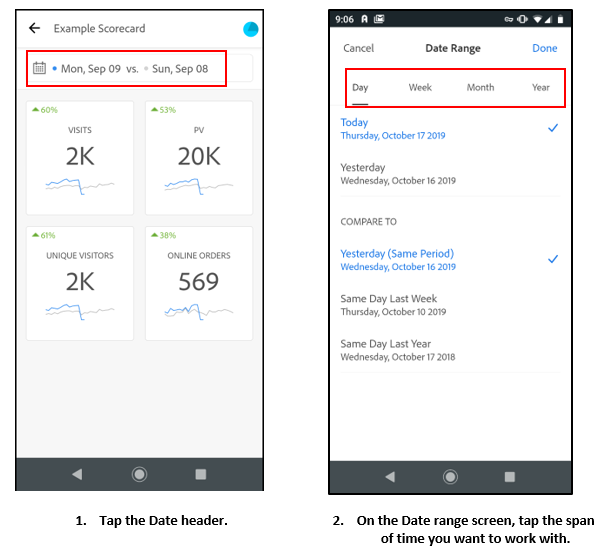 Example Scorecard
Mon, Sep 09 vs. Sun, Sep 08
60%
VISITS
2K
53%
PV
20K
61%
UNIQUE VISITORS
2K
38%
ONLINE ORDERS
569
1. Tap the Date header.
9:06
Cancel Date Range Done
Day Week Month Year
Today
Thursday, October 17 2019
Yesterday
Wednesday, October 16 2019
COMPARE TO
Yesterday (Same Period)
Wednesday, October 16 2019
Same Day Last Week
Thursday, October 10 2019
Same Day Last Year
Wednesday, October 17 2018
2. On the Date range screen, tap the span
of time you want to work with.